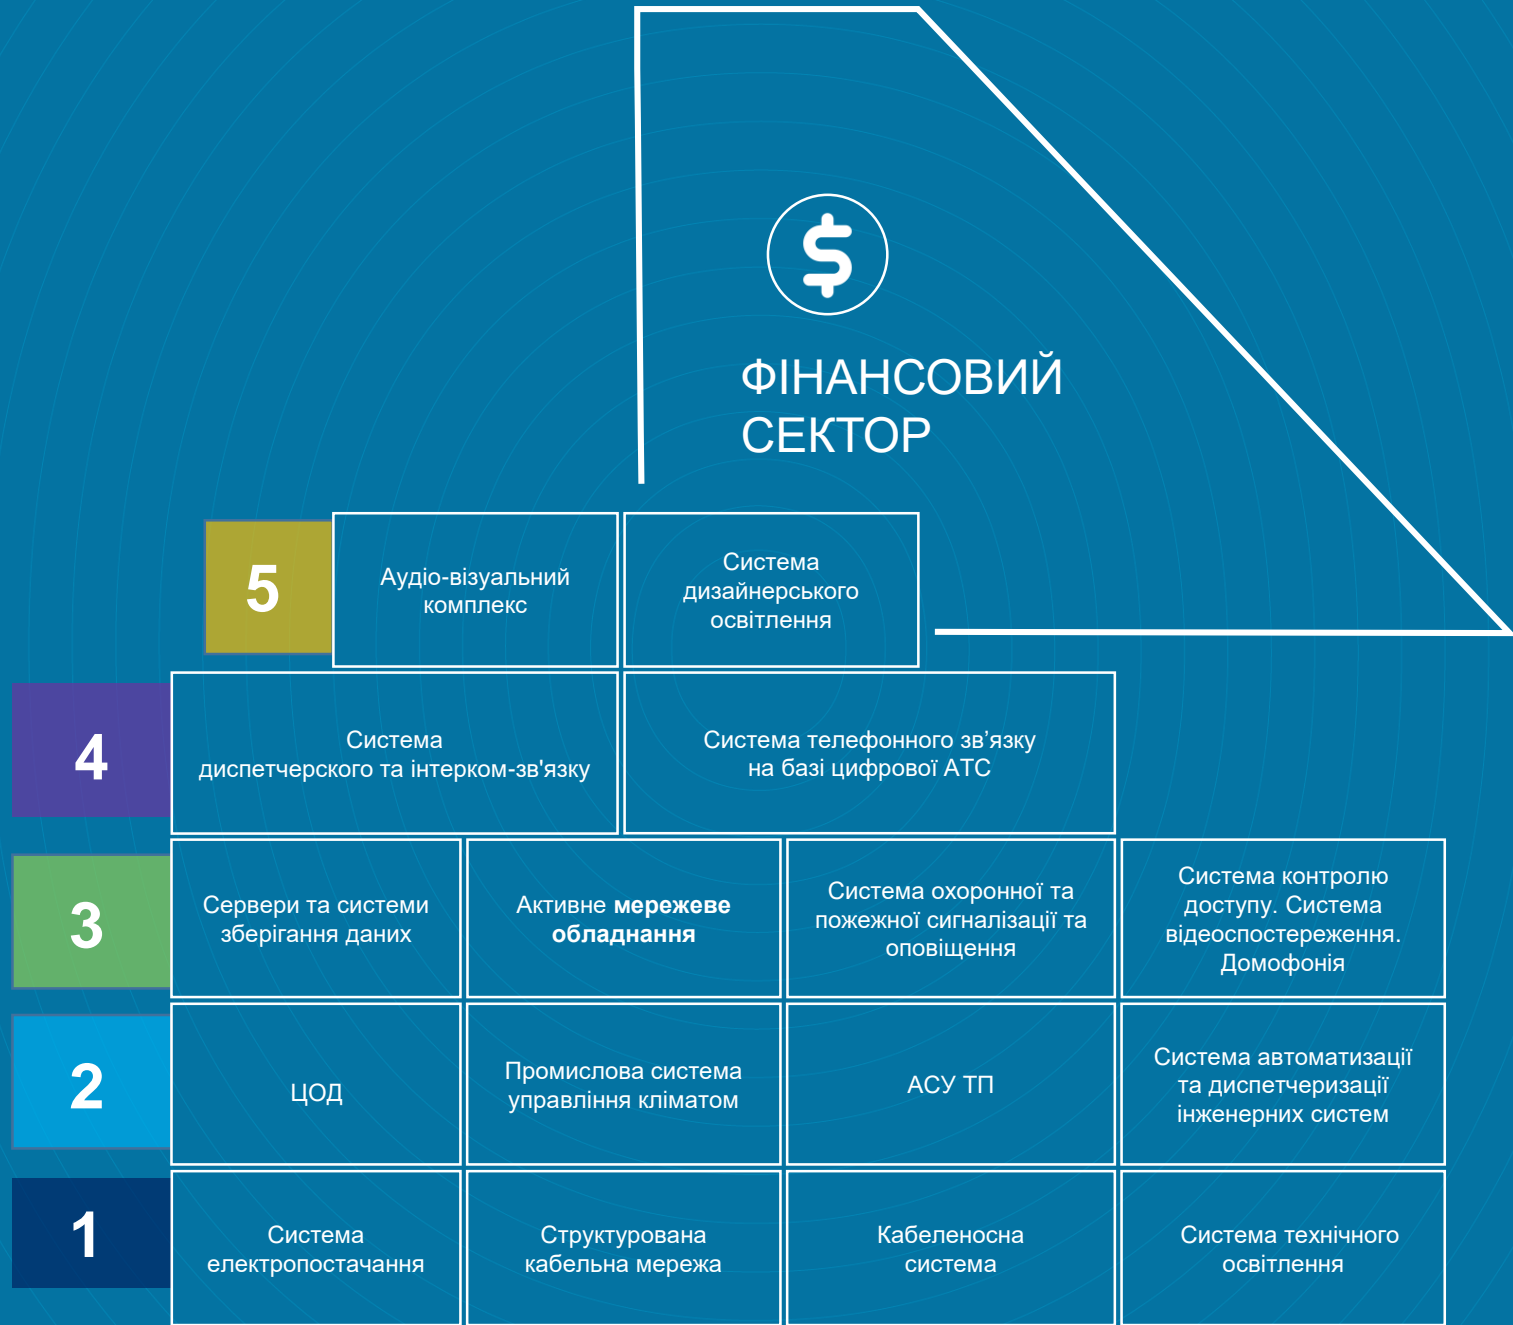 ФІНАНСОВИЙ
СЕКТОР
5
Аудіо-візуальний
комплекс
Система
дизайнерського
освітлення
4
Система
диспетчерского та інтерком-зв'язку
Система телефонного зв’язку
на базі цифрової АТС
3
Сервери та системи
зберігання даних
Активне мережеве
обладнання
Система охоронної та
пожежної сигналізації та
оповіщення
Система контролю
доступу. Система
відеоспостереження.
Домофонія
2
ЦОД
Промислова система
управління кліматом
АСУ ТП
Система автоматизації
та диспетчеризації
інженерних систем
1
Система
електропостачання
Структурована
кабельна мережа
Кабеленосна
система
Система технічного
освітлення